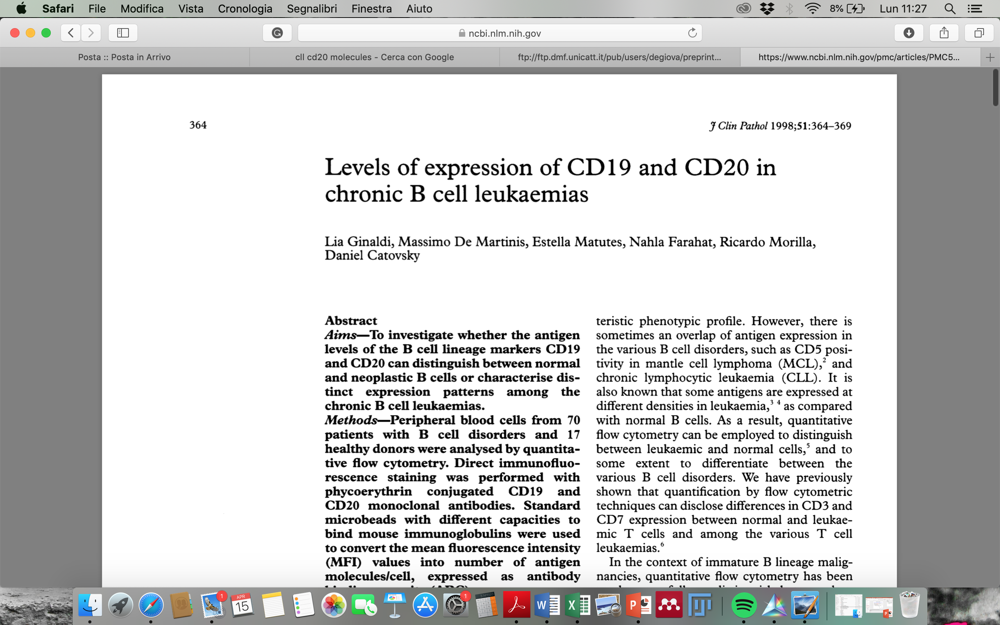 Safari File Modifica Vista Cronologia Segnalibri Finestra Aiuto 8% Lun 11:27
ncbi.nlm.nih.gov
Posta :: Posta in Arrivo
cll cd20 molecules - Cerca con Google
ftp://ftp.dmf.unicatt.it/pub/users/degiova/preprint...
https://www.ncbi.nlm.nih.gov/pmc/articles/PMC5...
364
J Clin Pathol 1998;51:364–369
Levels of expression of CD19 and CD20 in
chronic B cell leukaemias
Lia Ginaldi, Massimo De Martinis, Estella Matutes, Nahla Farahat, Ricardo Morilla,
Daniel Catovsky
Abstract
Aims—To investigate whether the antigen
levels of the B cell lineage markers CD19
and CD20 can distinguish between normal
and neoplastic B cells or characterise dis-
tinct expression patterns among the
chronic B cell leukaemias.
Methods—Peripheral blood cells from 70
patients with B cell disorders and 17
healthy donors were analysed by quantita-
tive flow cytometry. Direct immunofluo-
rescence staining was performed with
phycoerythrin conjugated CD19 and
CD20 monoclonal antibodies. Standard
microbeads with different capacities to
bind mouse immunoglobulins were used
to convert the mean fluorescence intensity
(MFI) values into number of antigen
molecules/cell, expressed as antibody
teristic phenotypic profile. However, there is
sometimes an overlap of antigen expression in
the various B cell disorders, such as CD5 posi-
tivity in mantle cell lymphoma (MCL),2 and
chronic lymphocytic leukaemia (CLL). It is
also known that some antigens are expressed at
different densities in leukaemia,3 4 as compared
with normal B cells. As a result, quantitative
flow cytometry can be employed to distinguish
between leukaemic and normal cells,5 and to
some extent to differentiate between the
various B cell disorders. We have previously
shown that quantification by flow cytometric
techniques can disclose differences in CD3 and
CD7 expression between normal and leukae-
mic T cells and among the various T cell
leukaemias.6
In the context of immature B lineage malig-
nancies, quantitative flow cytometry has been
1
APR
15
1